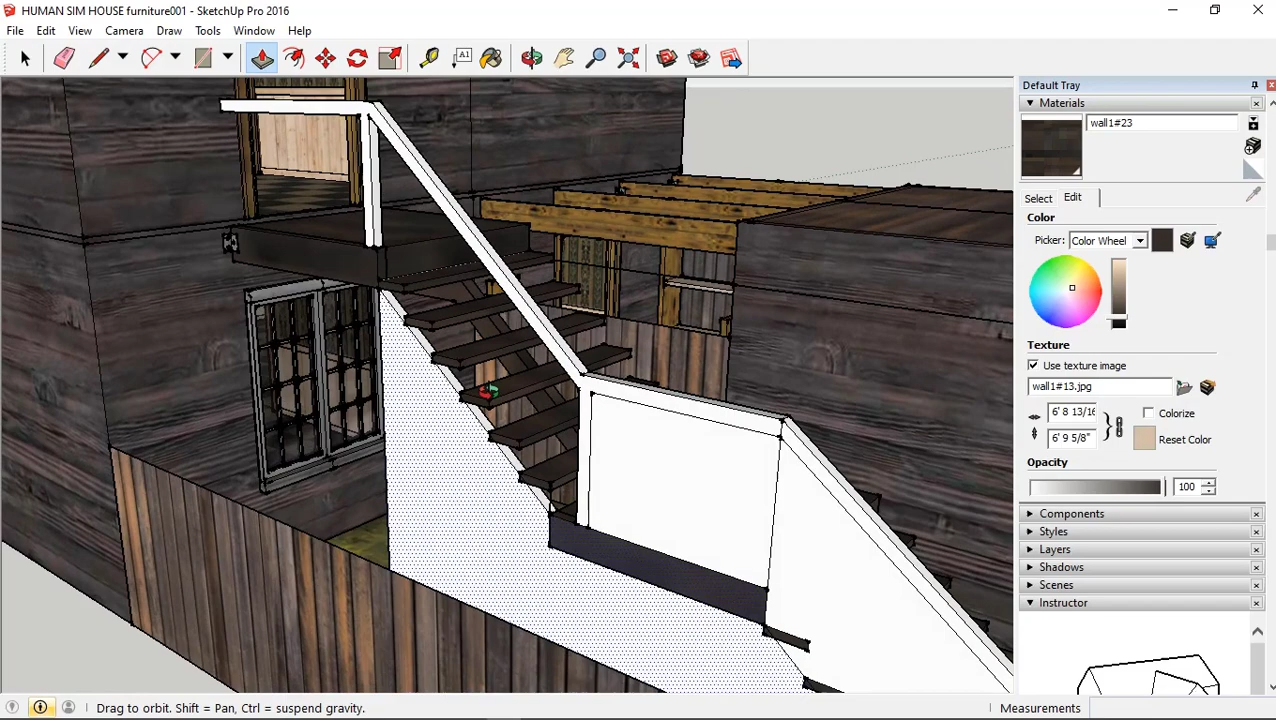 HUMAN SIM HOUSE furniture001 - SketchUp Pro 2016
File Edit View Camera Draw Tools Window Help
A1
Default Tray
Materials
wall1#23
Select Edit
Color
Picker: Color Wheel
Texture
Use texture image
wall1#13.jpg
6' 8 13/16
Colorize
6' 9 5/8"
Reset Color
Opacity
100
Components
Styles
Layers
Shadows
Scenes
Instructor
Drag to orbit. Shift = Pan, Ctrl = suspend gravity.
Measurements